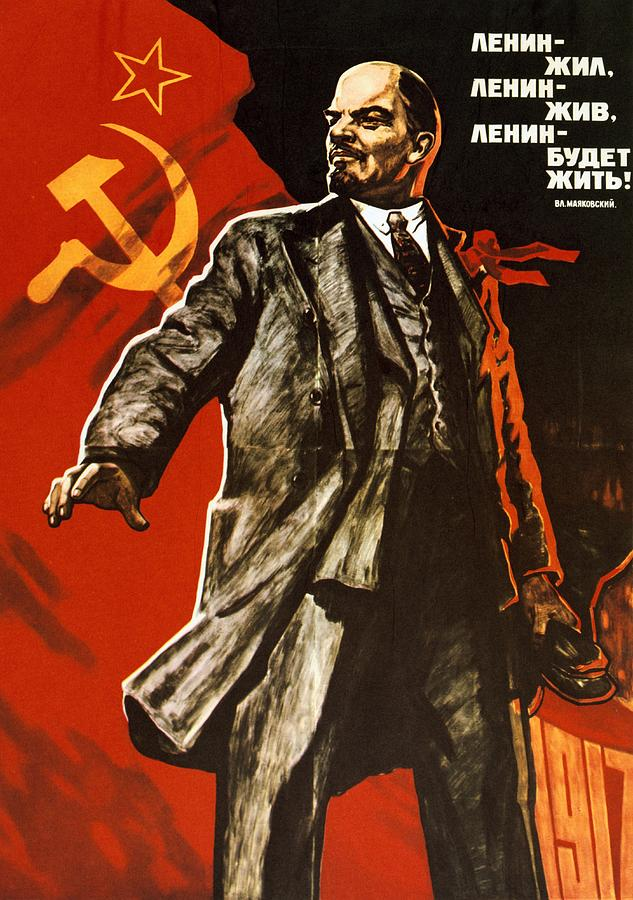 ЛЕНИН-
ЖИЛ,
ЛЕНИН-
ЖИВ,
ЛЕНИН-
БУДЕТ
ЖИТЬ!
ВЛ. МАЯКОВСКИЙ.
1917